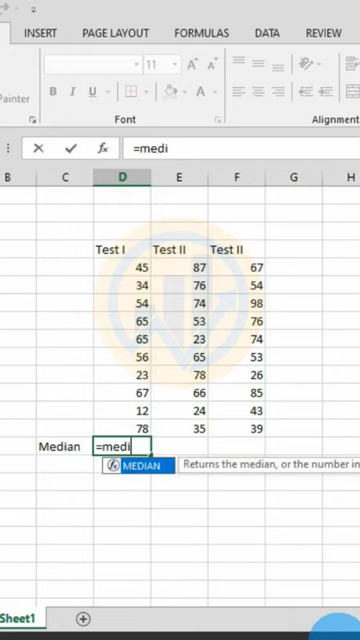 INSERT PAGE LAYOUT FORMULAS DATA REVIEW
11 A A
Painter
B I U A
Font Alignment
=medi
B C D E F G H
Test I Test II Test II
45 87 67
34 76 54
54 74 98
65 53 76
65 23 74
56 65 53
23 78 26
67 66 85
12 24 43
78 35 39
Median =medi
MEDIAN Returns the median, or the number in
Sheet1